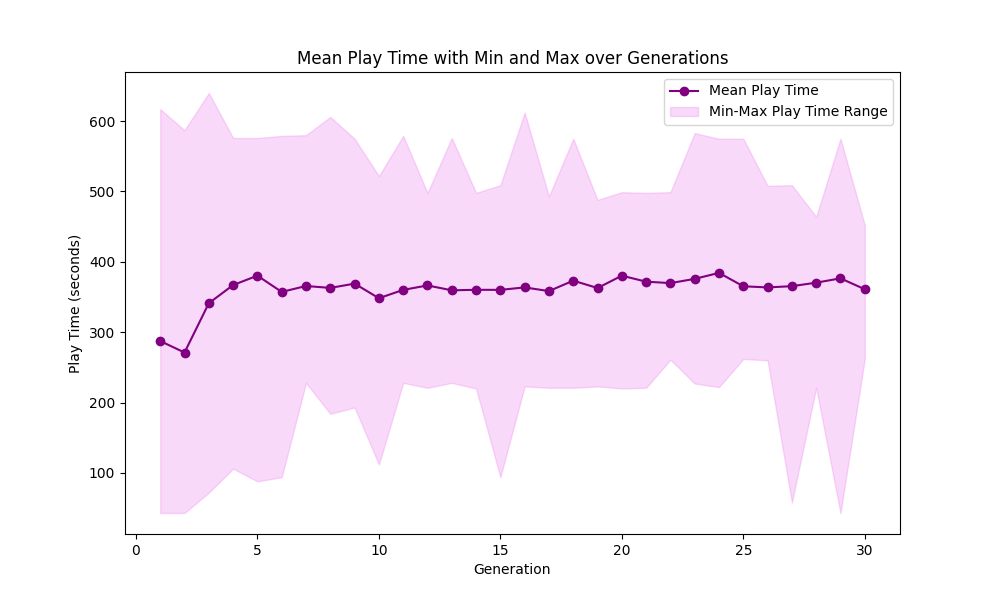 Mean Play Time with Min and Max over Generations
Mean Play Time
Min-Max Play Time Range
Play Time (seconds)
600
500
400
300
200
100
0 5 10 15 20 25 30
Generation